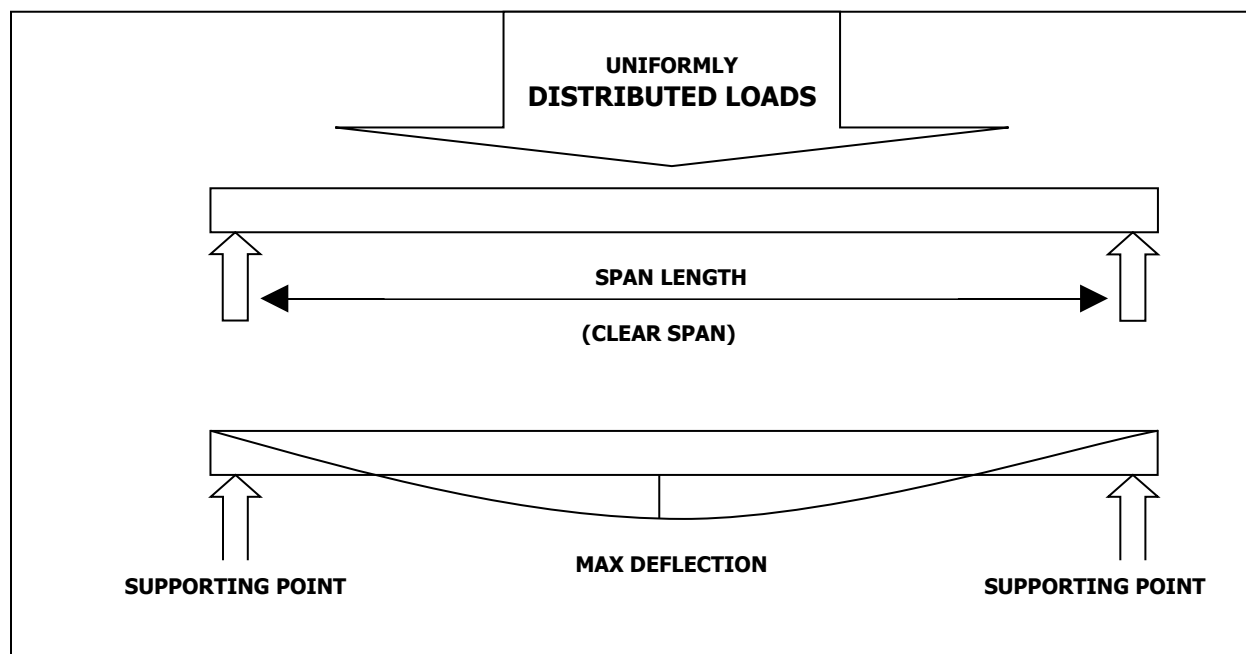 UNIFORMLY
DISTRIBUTED LOADS
SPAN LENGTH
(CLEAR SPAN)
MAX DEFLECTION
SUPPORTING POINT
SUPPORTING POINT